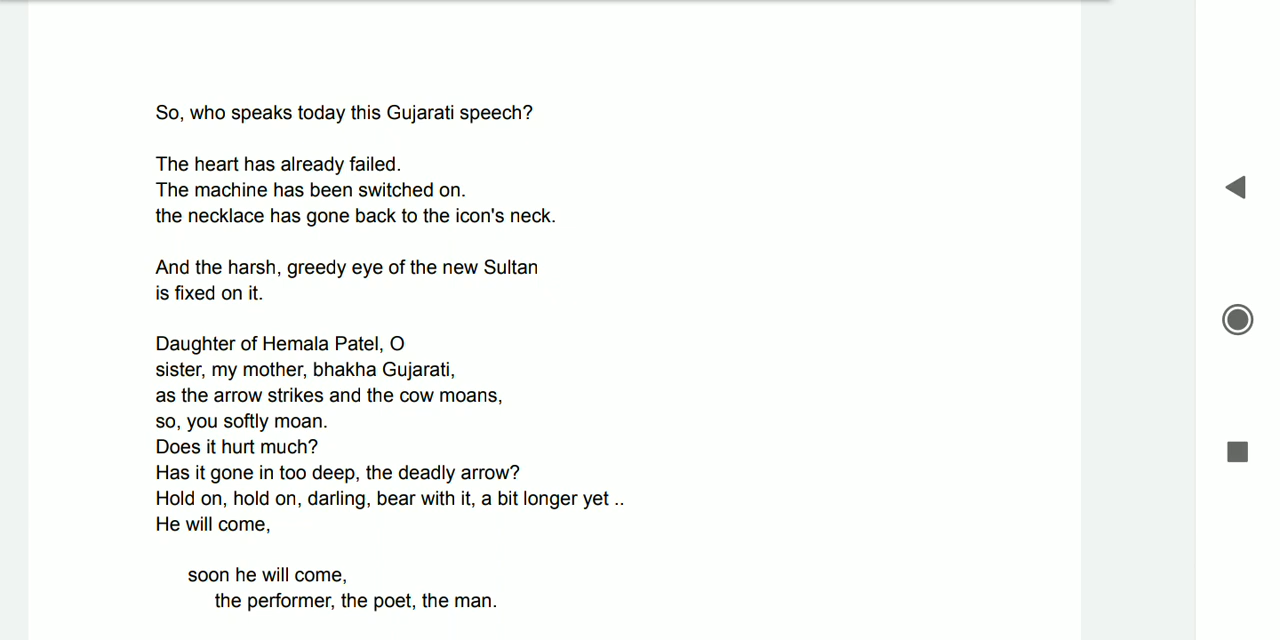 So, who speaks today this Gujarati speech?
The heart has already failed.
The machine has been switched on.
the necklace has gone back to the icon's neck.
And the harsh, greedy eye of the new Sultan
is fixed on it.
Daughter of Hemala Patel, O
sister, my mother, bhakha Gujarati,
as the arrow strikes and the cow moans,
so, you softly moan.
Does it hurt much?
Has it gone in too deep, the deadly arrow?
Hold on, hold on, darling, bear with it, a bit longer yet ..
He will come,
soon he will come,
the performer, the poet, the man.